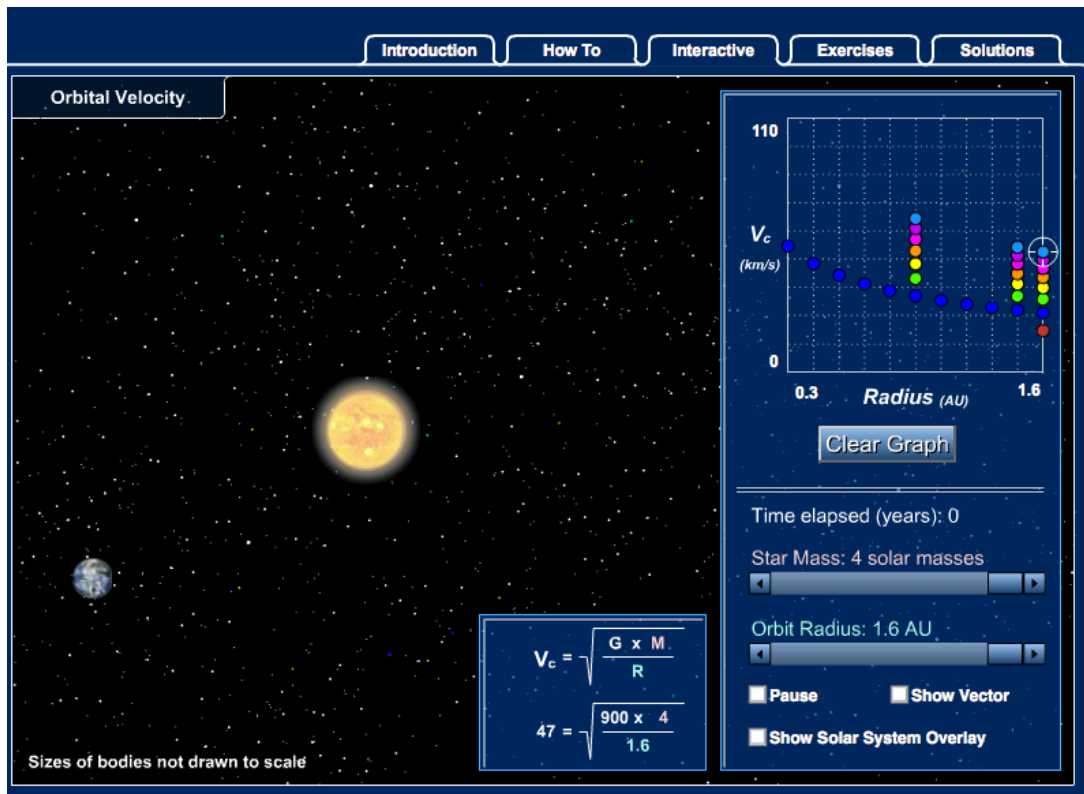 Introduction
How To
Interactive
Exercises
Solutions
Orbital Velocity
110
Vc
(km/s)
0
0.3
Radius (AU)
1.6
Clear Graph
Time elapsed (years): 0
Star Mass: 4 solar masses
Orbit Radius: 1.6 AU
Pause
Show Vector
Show Solar System Overlay
Vc = √ G x M
R
47 = √ 900 x 4
1.6
Sizes of bodies not drawn to scale